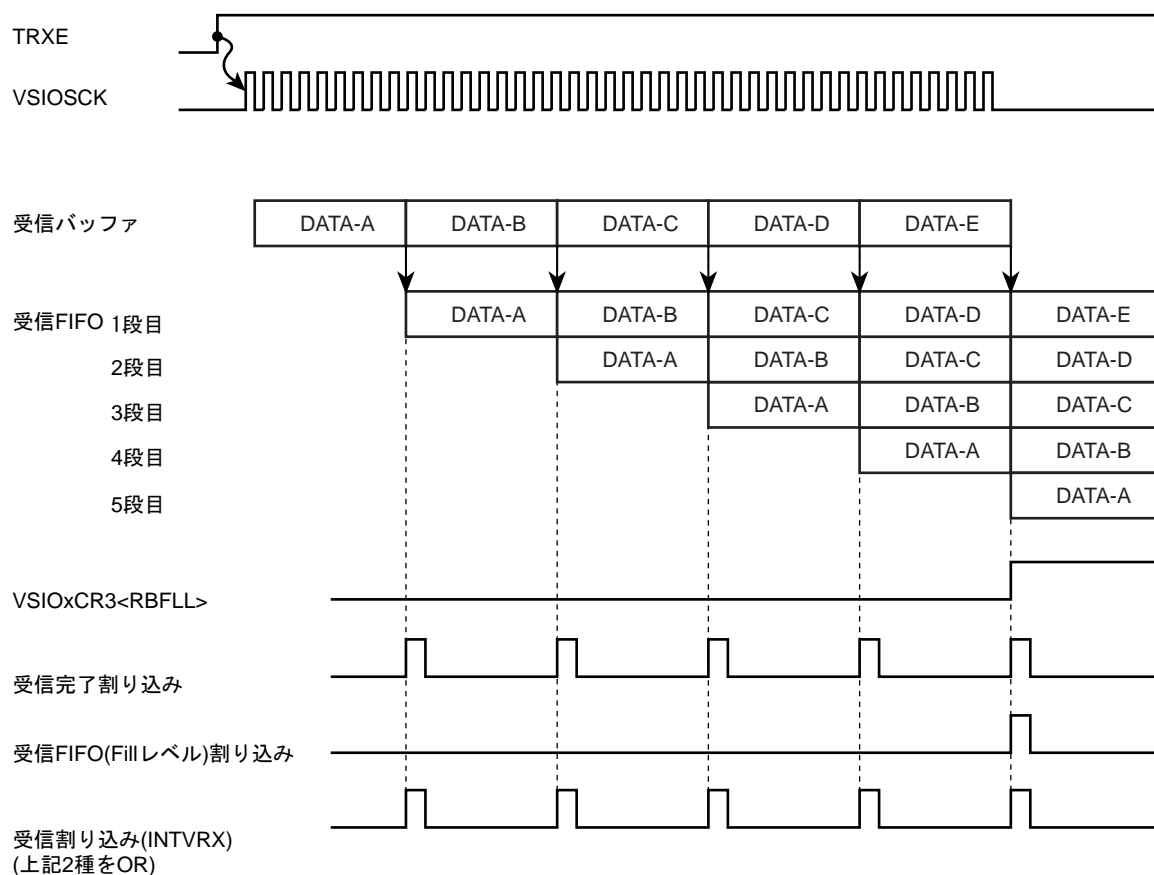 TRXE
VSIOSCK
受信バッファ DATA-A DATA-B DATA-C DATA-D DATA-E
受信FIFO 1段目 DATA-A DATA-B DATA-C DATA-D DATA-E
2段目 DATA-A DATA-B DATA-C DATA-D
3段目 DATA-A DATA-B DATA-C
4段目 DATA-A DATA-B
5段目 DATA-A
VSIOxCR3<RBFLL>
受信完了割り込み
受信FIFO(Fillレベル)割り込み
受信割り込み(INTVRX)
(上記2種をOR)